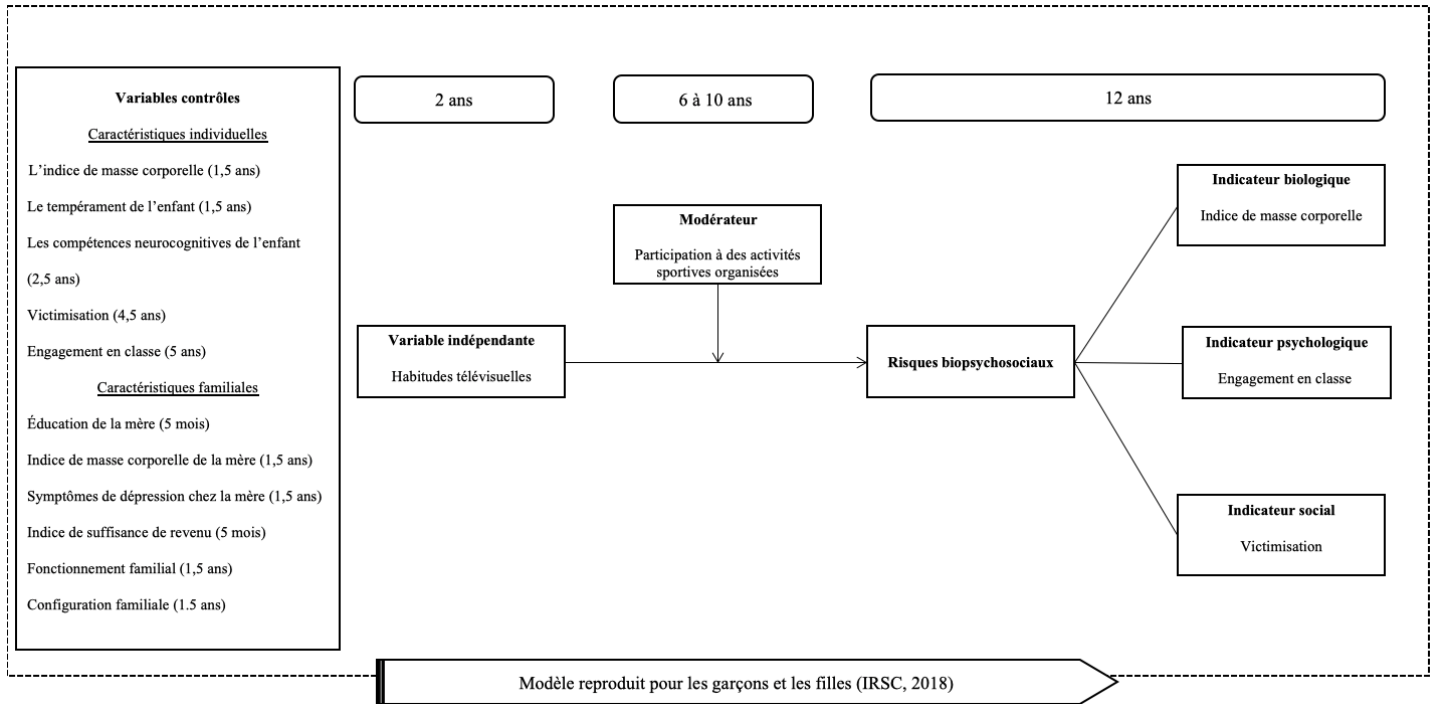 Variables contrôles
Caractéristiques individuelles
L'indice de masse corporelle (1,5 ans)
Le tempérament de l'enfant (1,5 ans)
Les compétences neurocognitives de l'enfant
(2,5 ans)
Victimisation (4,5 ans)
Engagement en classe (5 ans)
Caractéristiques familiales
Éducation de la mère (5 mois)
Indice de masse corporelle de la mère (1,5 ans)
Symptômes de dépression chez la mère (1,5 ans)
Indice de suffisance de revenu (5 mois)
Fonctionnement familial (1,5 ans)
Configuration familiale (1.5 ans)
2 ans
Variable indépendante
Habitudes télévisuelles
6 à 10 ans
Modérateur
Participation à des activités
sportives organisées
12 ans
Risques biopsychosociaux
Indicateur biologique
Indice de masse corporelle
Indicateur psychologique
Engagement en classe
Indicateur social
Victimisation
Modèle reproduit pour les garçons et les filles (IRSC, 2018)